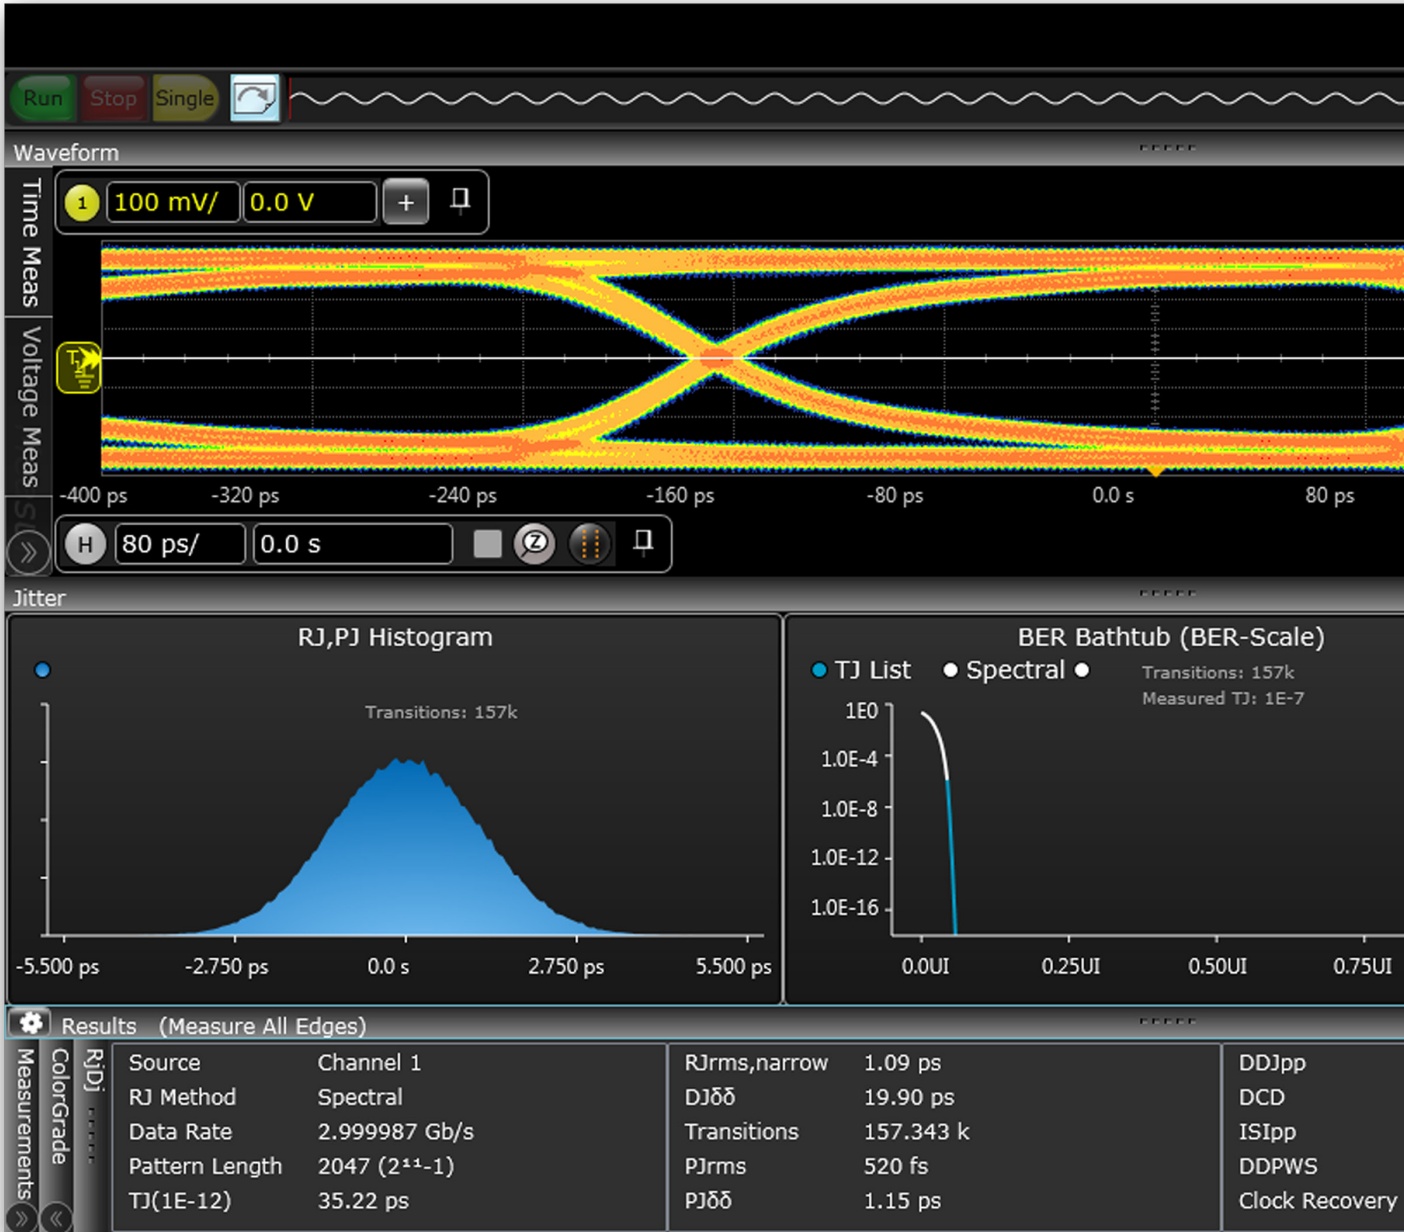 Run Stop Single
Waveform
Time Meas
Voltage Meas
1 100 mV/ 0.0 V +
T
-400 ps -320 ps -240 ps -160 ps -80 ps 0.0 s 80 ps
H 80 ps/ 0.0 s Z
Jitter
RJ,PJ Histogram
Transitions: 157k
-5.500 ps -2.750 ps 0.0 s 2.750 ps 5.500 ps
BER Bathtub (BER-Scale)
TJ List Spectral
Transitions: 157k
Measured TJ: 1E-7
1E0
1.0E-4
1.0E-8
1.0E-12
1.0E-16
0.0UI 0.25UI 0.50UI 0.75UI
Results (Measure All Edges)
Measurements
ColorGrade
RjDj
Source Channel 1
RJ Method Spectral
Data Rate 2.999987 Gb/s
Pattern Length 2047 (2¹¹-1)
TJ(1E-12) 35.22 ps
RJrms,narrow 1.09 ps
DJδδ 19.90 ps
Transitions 157.343 k
PJrms 520 fs
PJδδ 1.15 ps
DDJpp
DCD
ISIpp
DDPWS
Clock Recovery